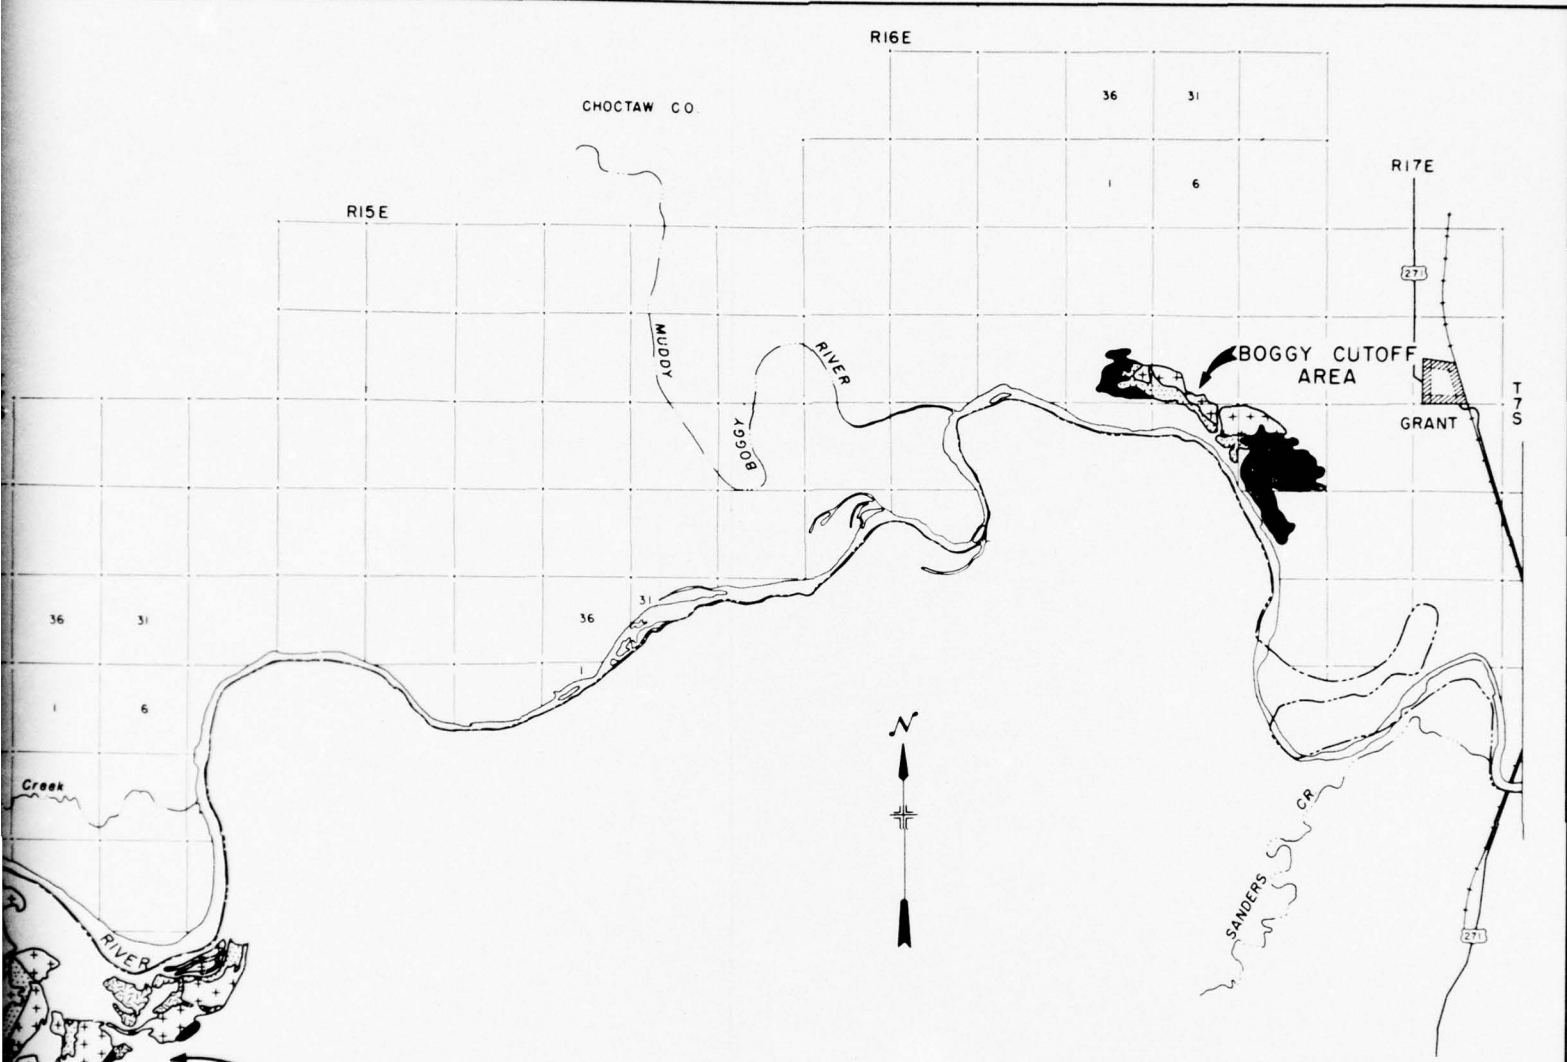 R16E
36 31
CHOCTAW CO.
R17E
1 6
R15E
271
MUDDY
BOGGY
RIVER
BOGGY CUTOFF
AREA
T
7
S
GRANT
36 31
36 31
1
1 6
N
Creek
SANDERS CR
RIVER
271